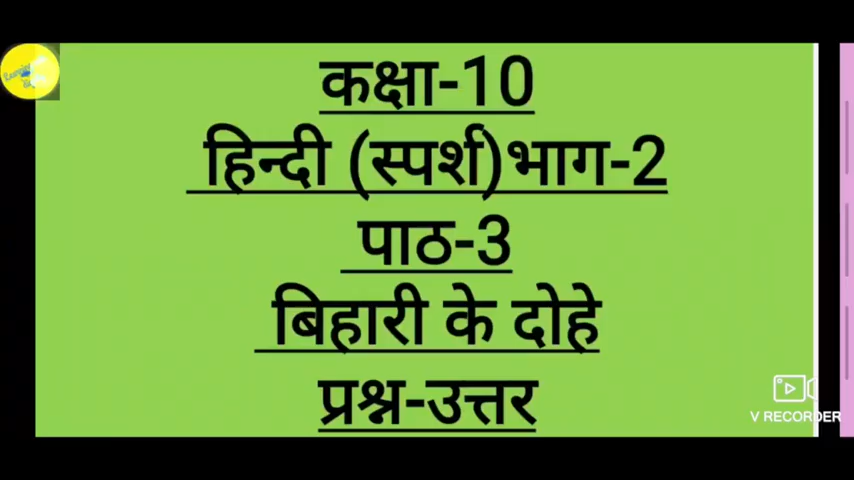 कक्षा-10
हिन्दी (स्पर्श)भाग-2
पाठ-3
बिहारी के दोहे
प्रश्न-उत्तर
V RECORDER